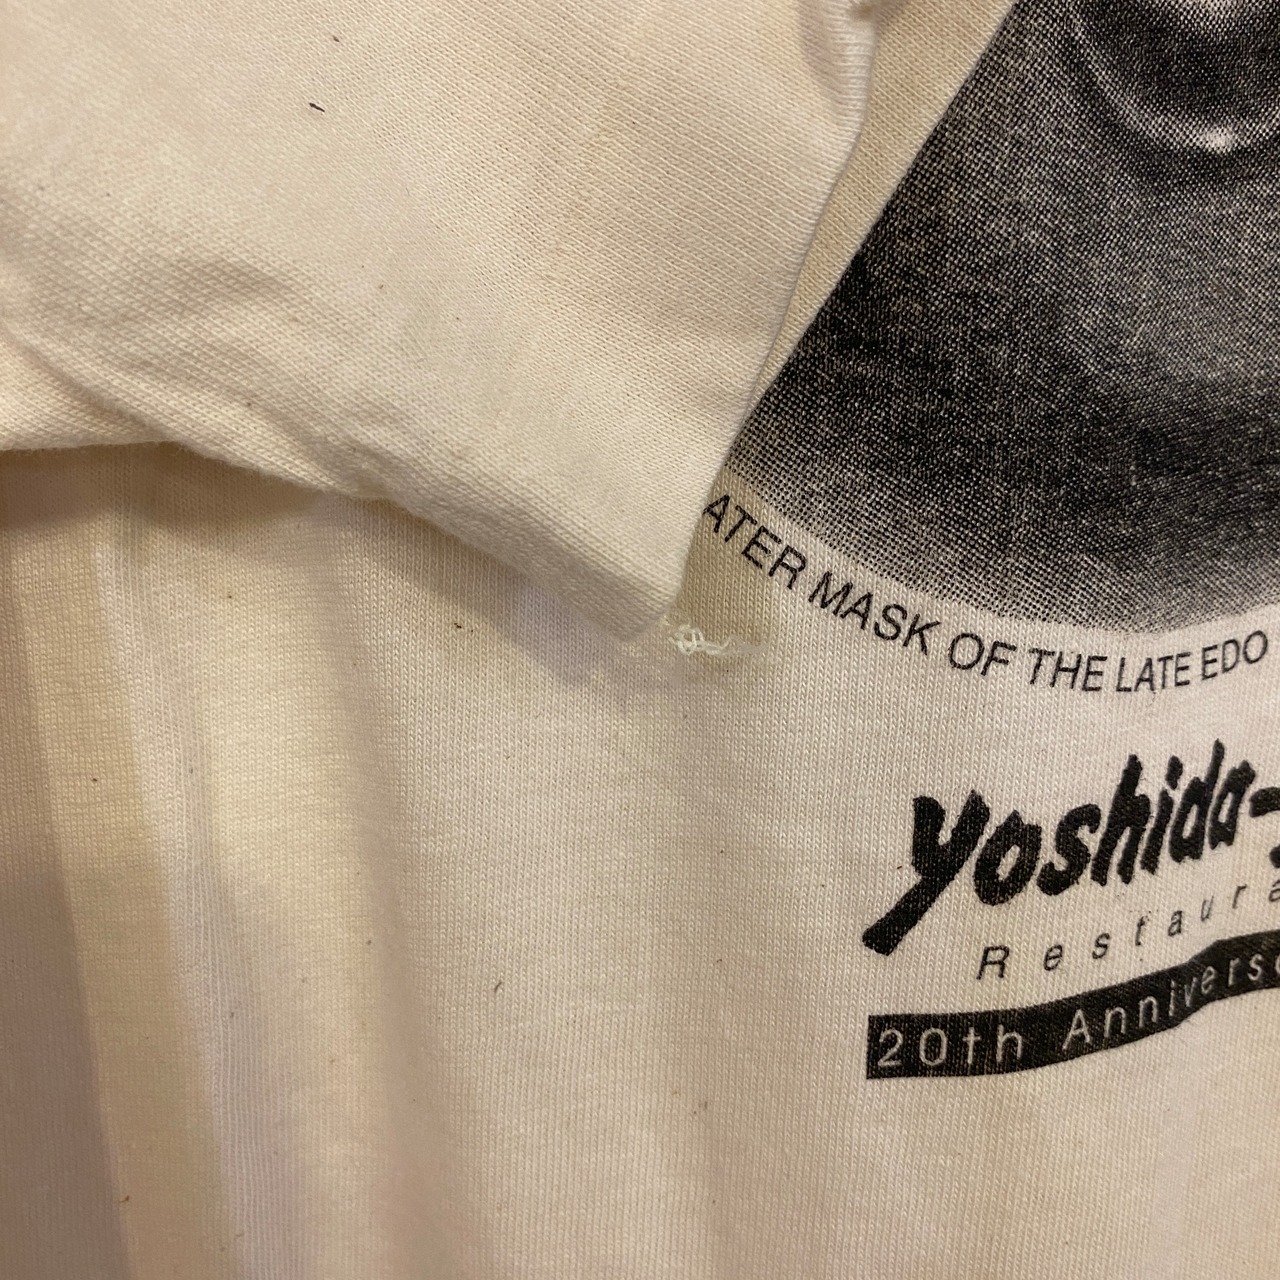 ATER MASK OF THE LATE EDO
yoshida-
Restaura
20th Annivers